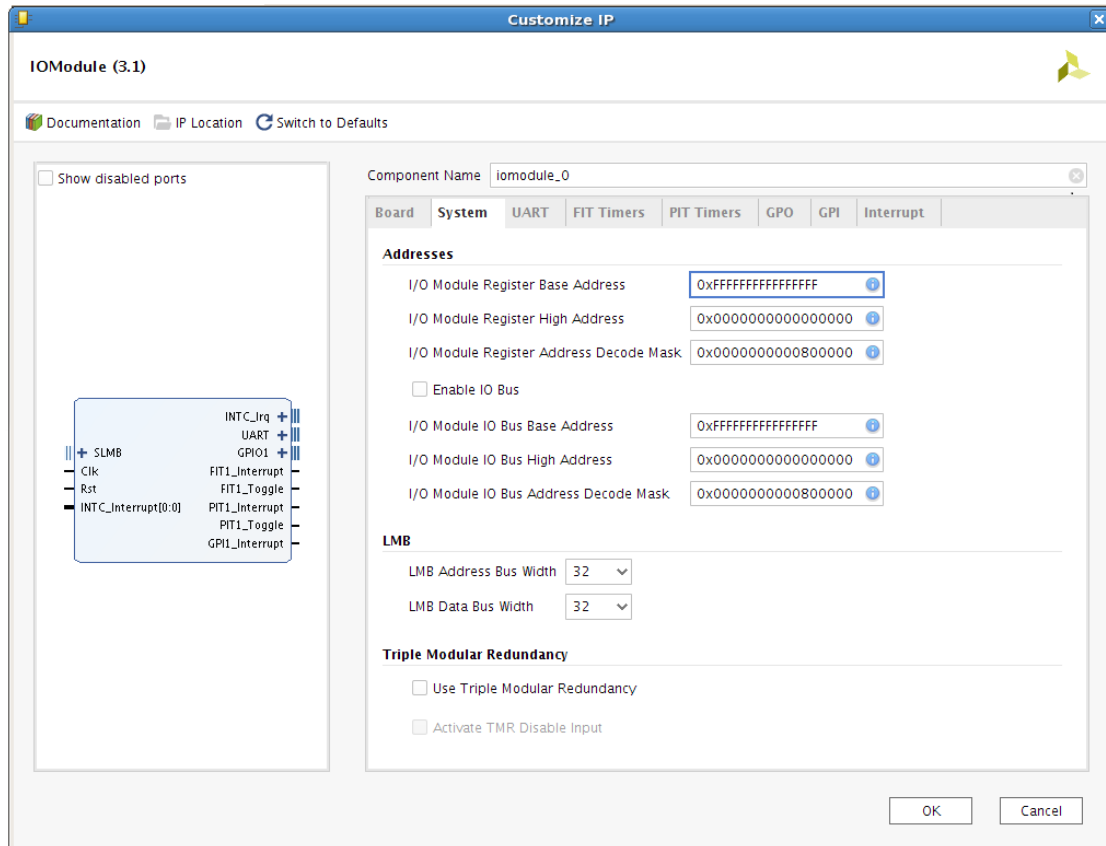 Customize IP
IOModule (3.1)
Documentation IP Location Switch to Defaults
Show disabled ports
INTC_Irq
UART
SLMB GPIO1
Clk FIT1_Interrupt
Rst FIT1_Toggle
INTC_Interrupt[0:0] PIT1_Interrupt
PIT1_Toggle
GPI1_Interrupt
Component Name iomodule_0
Board System UART FIT Timers PIT Timers GPO GPI Interrupt
Addresses
I/O Module Register Base Address 0xFFFFFFFFFFFFFFFF
I/O Module Register High Address 0x0000000000000000
I/O Module Register Address Decode Mask 0x0000000000800000
Enable IO Bus
I/O Module IO Bus Base Address 0xFFFFFFFFFFFFFFFF
I/O Module IO Bus High Address 0x0000000000000000
I/O Module IO Bus Address Decode Mask 0x0000000000800000
LMB
LMB Address Bus Width 32
LMB Data Bus Width 32
Triple Modular Redundancy
Use Triple Modular Redundancy
Activate TMR Disable Input
OK Cancel